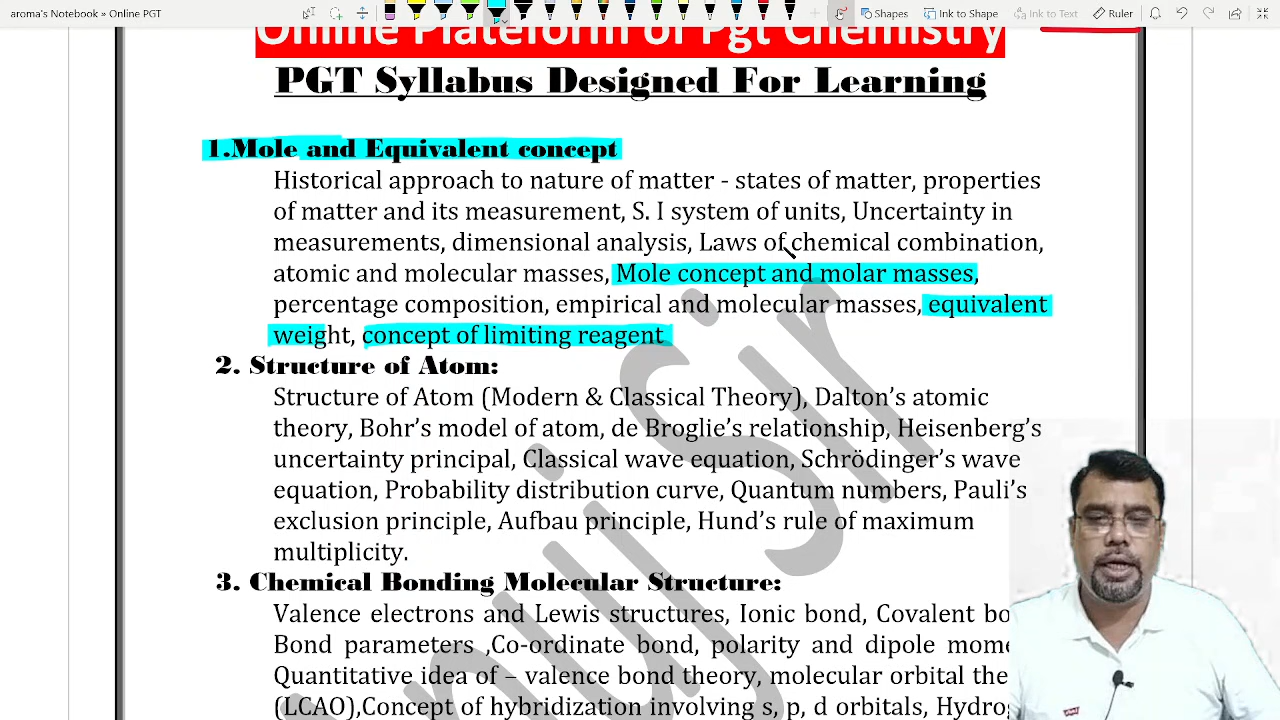 aroma's Notebook » Online PGT
Shapes Ink to Shape Ink to Text Ruler
Online Plateform of Pgt Chemistry
PGT Syllabus Designed For Learning
1.Mole and Equivalent concept
Historical approach to nature of matter - states of matter, properties
of matter and its measurement, S. I system of units, Uncertainty in
measurements, dimensional analysis, Laws of chemical combination,
atomic and molecular masses, Mole concept and molar masses,
percentage composition, empirical and molecular masses, equivalent
weight, concept of limiting reagent
2. Structure of Atom:
Structure of Atom (Modern & Classical Theory), Dalton's atomic
theory, Bohr's model of atom, de Broglie's relationship, Heisenberg's
uncertainty principal, Classical wave equation, Schrödinger's wave
equation, Probability distribution curve, Quantum numbers, Pauli's
exclusion principle, Aufbau principle, Hund's rule of maximum
multiplicity.
3. Chemical Bonding Molecular Structure:
Valence electrons and Lewis structures, Ionic bond, Covalent bo
Bond parameters ,Co-ordinate bond, polarity and dipole mome
Quantitative idea of – valence bond theory, molecular orbital the
(LCAO),Concept of hybridization involving s, p, d orbitals, Hydrog
Sir